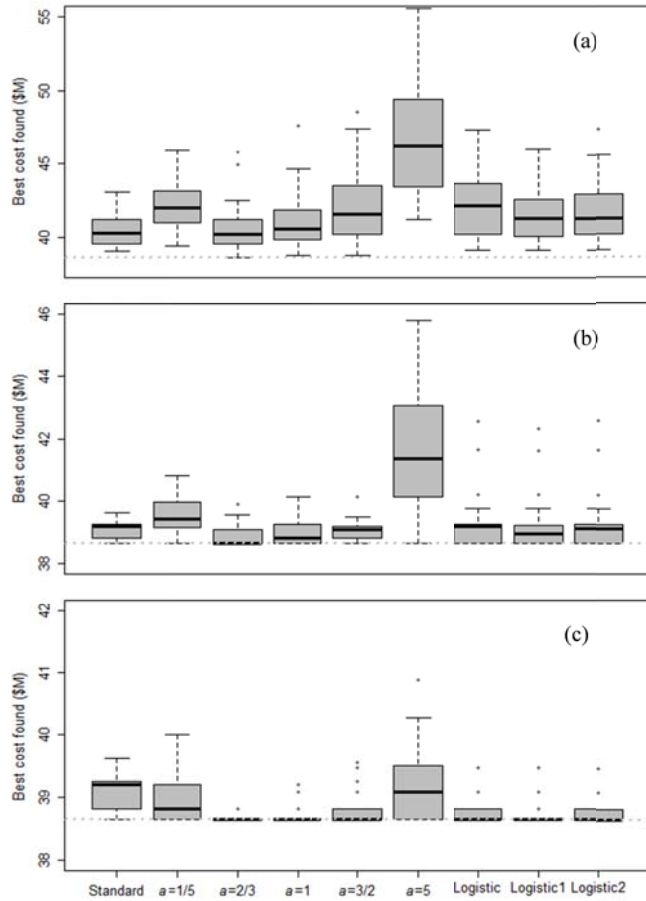 (a)
Best cost found ($M)
55
50
45
40
(b)
Best cost found ($M)
46
44
42
39
38
(c)
Best cost found ($M)
42
41
40
39
38
Standard a=1/5 a=2/3 a=1 a=3/2 a=5 Logistic Logistic1 Logistic2